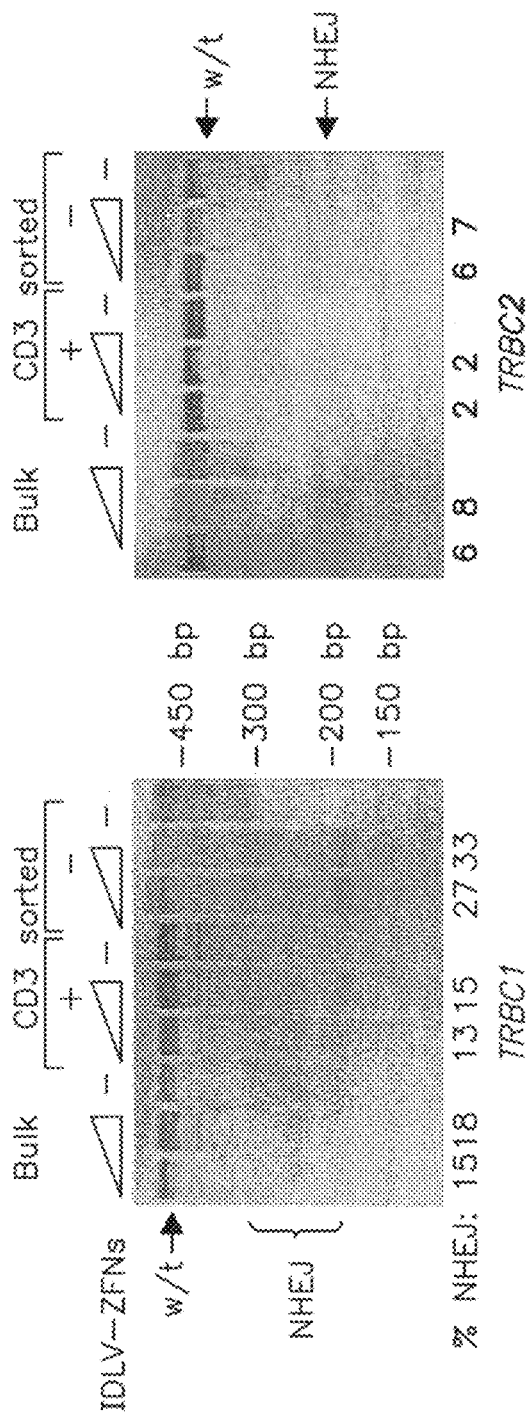 Bulk CD3 sorted
+ −
IDLV–ZFNs − − −
w/t
NHEJ
–450 bp
–300 bp
–200 bp
–150 bp
% NHEJ: 15 18 13 15 27 33
TRBC1
Bulk CD3 sorted
+ −
− − −
w/t
NHEJ
6 8 2 2 6 7
TRBC2